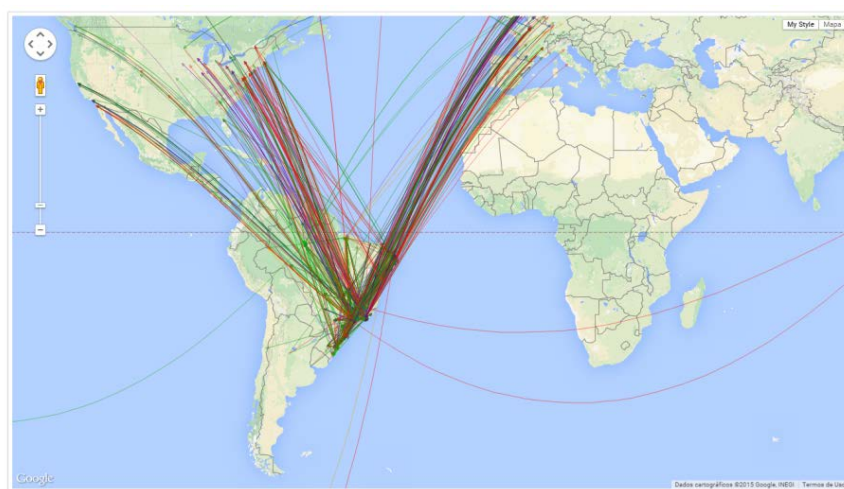 My Style Mapa
+
−
Google
Dados cartográficos ©2015 Google, INEGI Termos de Uso